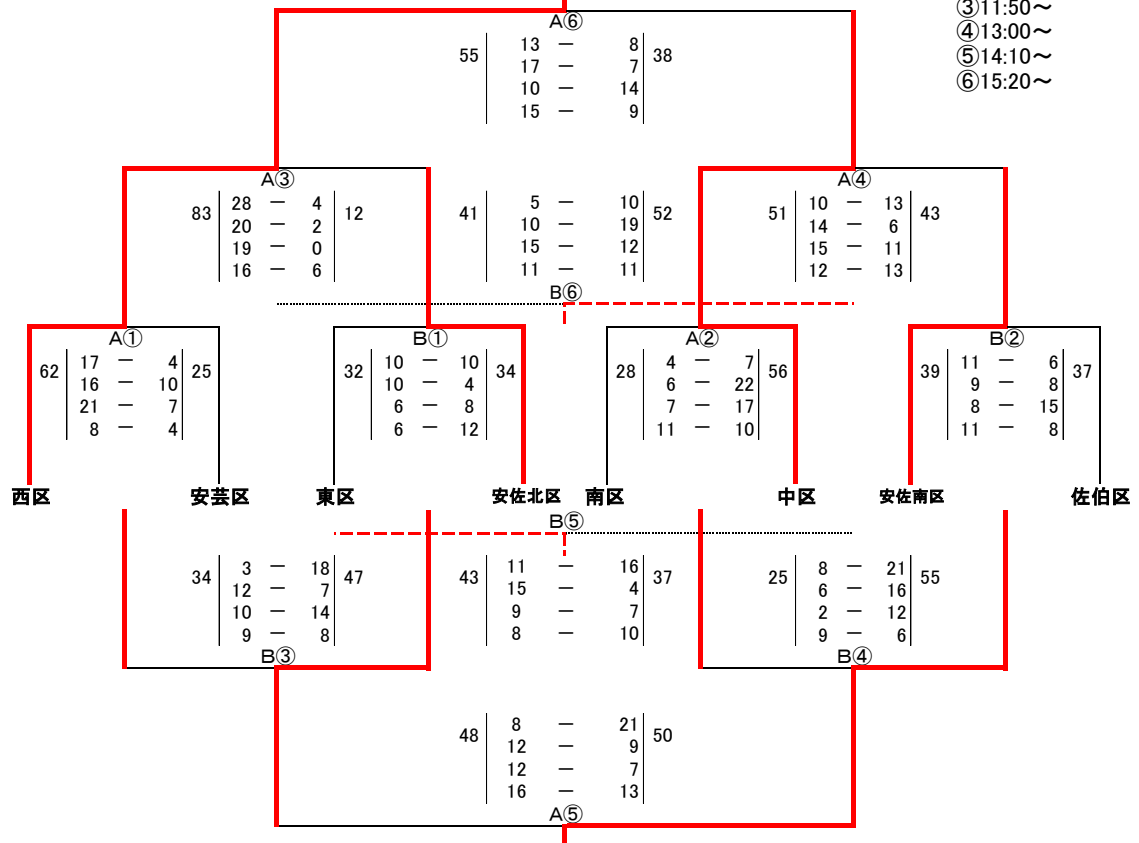 ③11:50～
④13:00～
⑤14:10～
⑥15:20～
A⑥
55 13 － 8 38
17 － 7
10 － 14
15 － 9
A③
83 28 － 4 12
20 － 2
19 － 0
16 － 6
41 5 － 10 52
10 － 19
15 － 12
11 － 11
B⑥
A④
51 10 － 13 43
14 － 6
15 － 11
12 － 13
A①
62 17 － 4 25
16 － 10
21 － 7
8 － 4
B①
32 10 － 10 34
10 － 4
6 － 8
6 － 12
A②
28 4 － 7 56
6 － 22
7 － 17
11 － 10
B②
39 11 － 6 37
9 － 8
8 － 15
11 － 8
西区 安芸区 東区 安佐北区 南区 中区 安佐南区 佐伯区
B⑤
34 3 － 18 47
12 － 7
10 － 14
9 － 8
B③
43 11 － 16 37
15 － 4
9 － 7
8 － 10
25 8 － 21 55
6 － 16
2 － 12
9 － 6
B④
48 8 － 21 50
12 － 9
12 － 7
16 － 13
A⑤